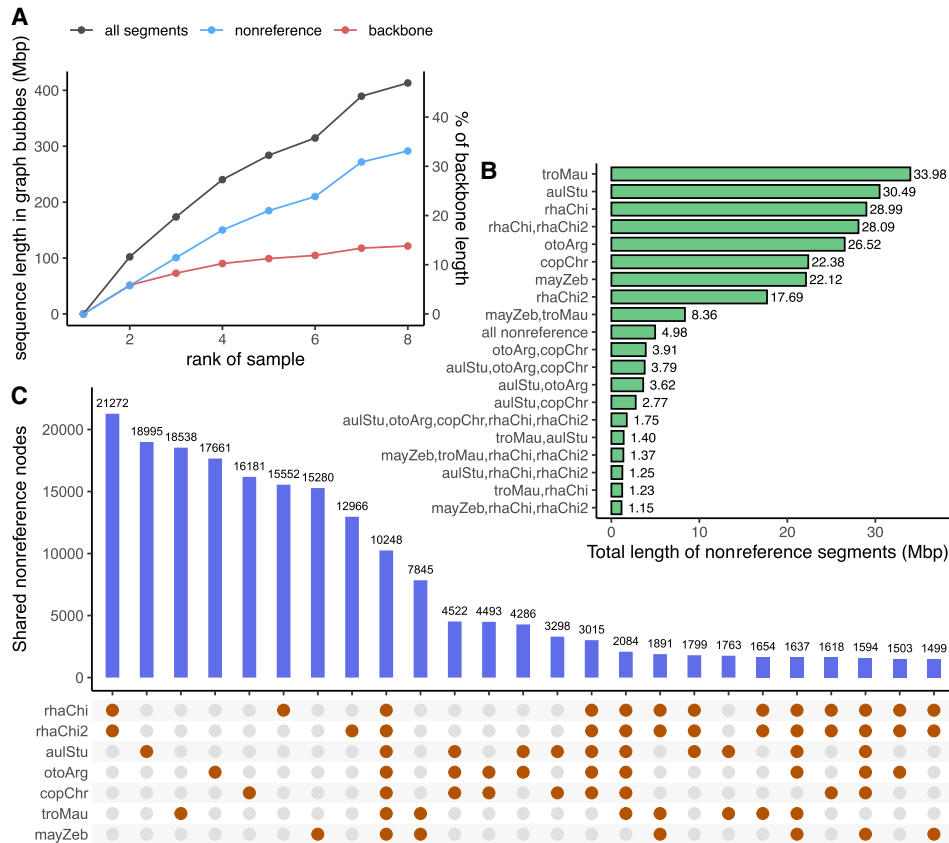 A
all segments
nonreference
backbone
sequence length in graph bubbles (Mbp)
400
300
200
100
0
% of backbone length
40
30
20
10
0
2
4
6
8
rank of sample
B
troMau 33.98
aulStu 30.49
rhaChi 28.99
rhaChi,rhaChi2 28.09
otoArg 26.52
copChr 22.38
mayZeb 22.12
rhaChi2 17.69
mayZeb,troMau 8.36
all nonreference 4.98
otoArg,copChr 3.91
aulStu,otoArg,copChr 3.79
aulStu,otoArg 3.62
aulStu,copChr 2.77
aulStu,otoArg,copChr,rhaChi,rhaChi2 1.75
troMau,aulStu 1.40
mayZeb,troMau,rhaChi,rhaChi2 1.37
aulStu,rhaChi,rhaChi2 1.25
troMau,rhaChi 1.23
mayZeb,rhaChi,rhaChi2 1.15
0 10 20 30
Total length of nonreference segments (Mbp)
C
Shared nonreference nodes
20000
15000
10000
5000
0
21272
18995
18538
17661
16181
15552
15280
12966
10248
7845
4522
4493
4286
3298
3015
2084
1891
1799
1763
1654
1637
1618
1594
1503
1499
rhaChi
rhaChi2
aulStu
otoArg
copChr
troMau
mayZeb